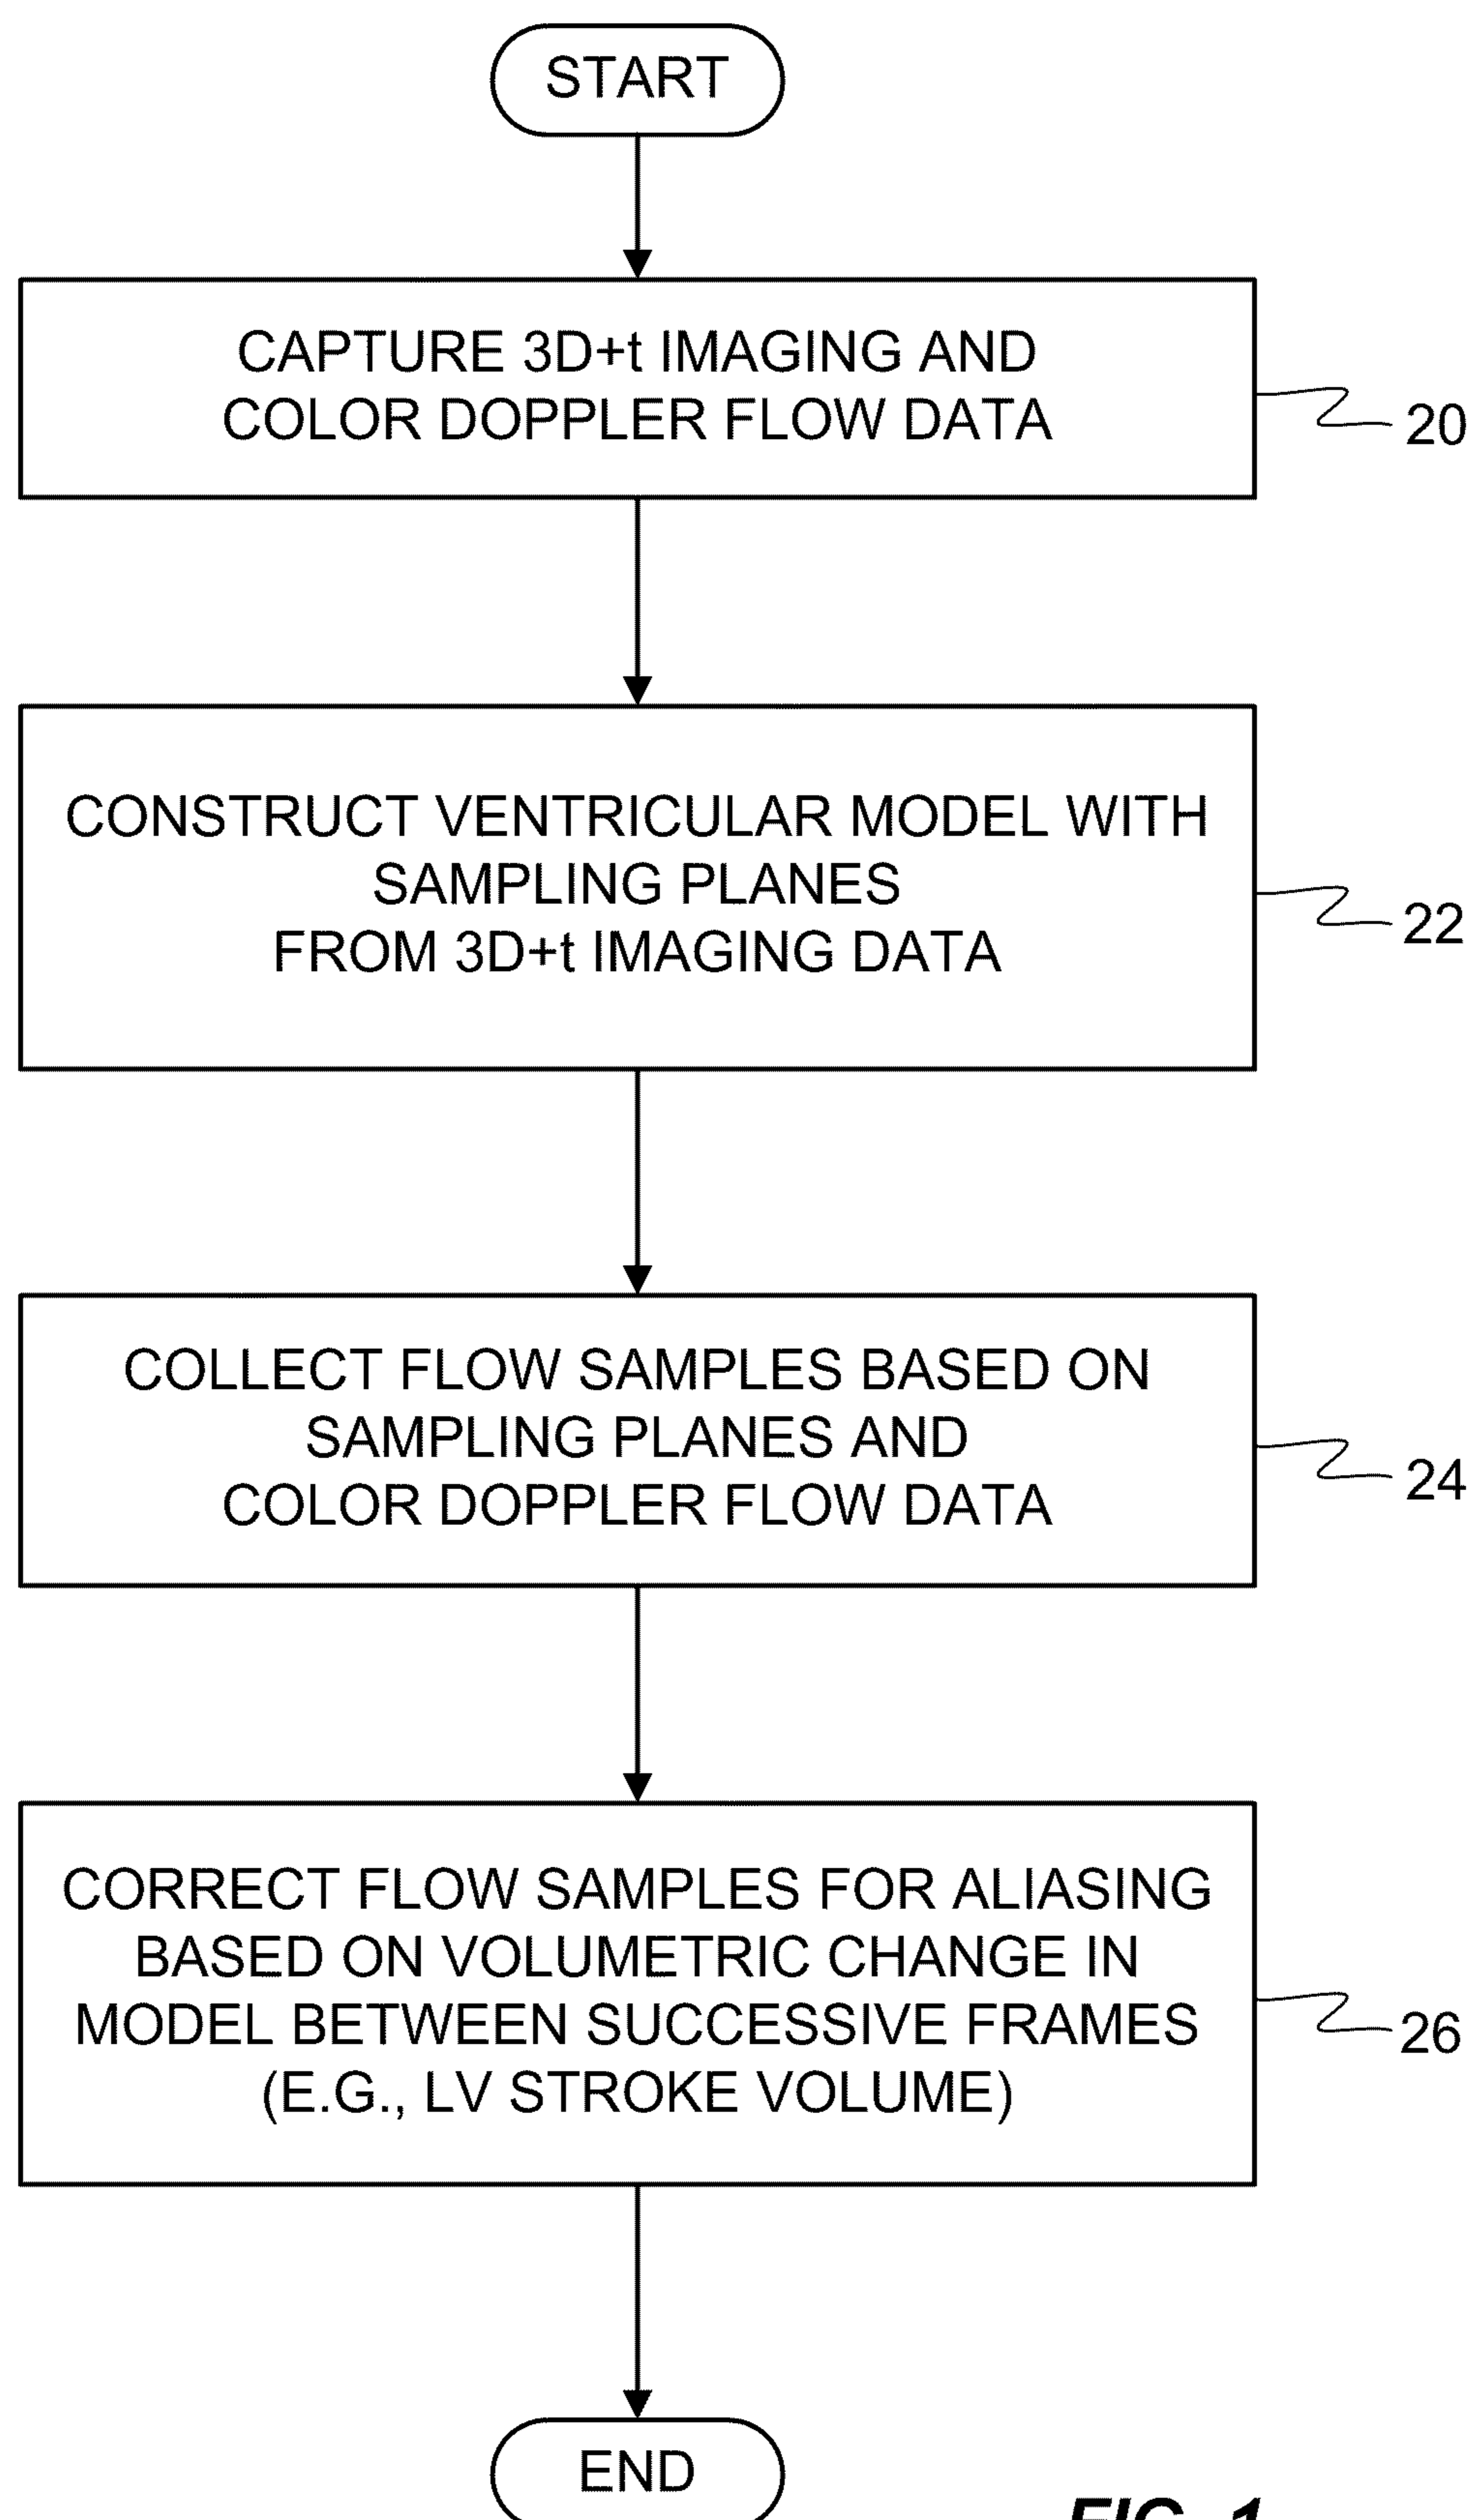 START
CAPTURE 3D+t IMAGING AND
COLOR DOPPLER FLOW DATA
20
CONSTRUCT VENTRICULAR MODEL WITH
SAMPLING PLANES
FROM 3D+t IMAGING DATA
22
COLLECT FLOW SAMPLES BASED ON
SAMPLING PLANES AND
COLOR DOPPLER FLOW DATA
24
CORRECT FLOW SAMPLES FOR ALIASING
BASED ON VOLUMETRIC CHANGE IN
MODEL BETWEEN SUCCESSIVE FRAMES
(E.G., LV STROKE VOLUME)
26
END
FIG. 1